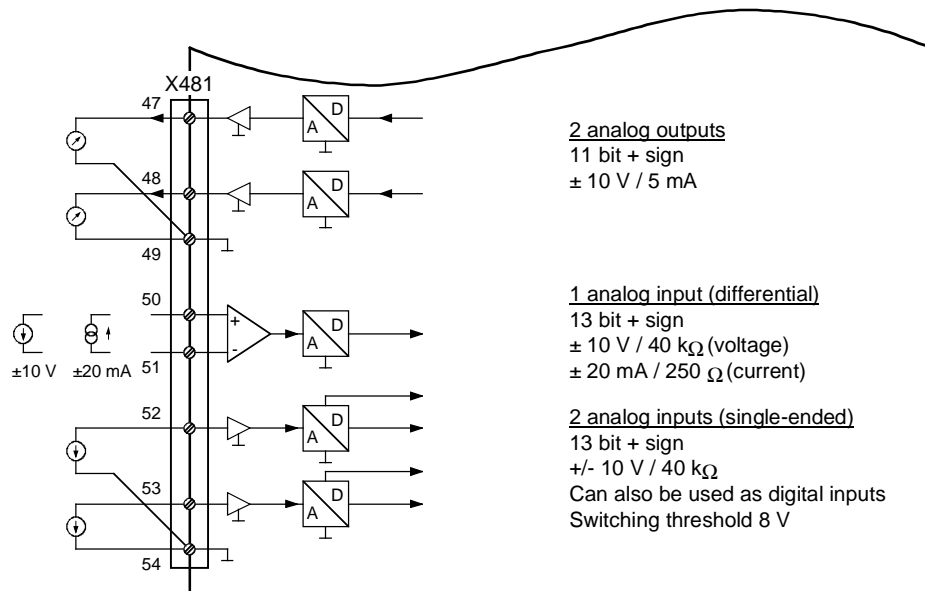 X481
47
D
A
48
D
A
49
2 analog outputs
11 bit + sign
± 10 V / 5 mA
50
+
-
D
A
51
±10 V
±20 mA
1 analog input (differential)
13 bit + sign
± 10 V / 40 kΩ (voltage)
± 20 mA / 250 Ω (current)
52
D
A
53
D
A
54
2 analog inputs (single-ended)
13 bit + sign
+/- 10 V / 40 kΩ
Can also be used as digital inputs
Switching threshold 8 V